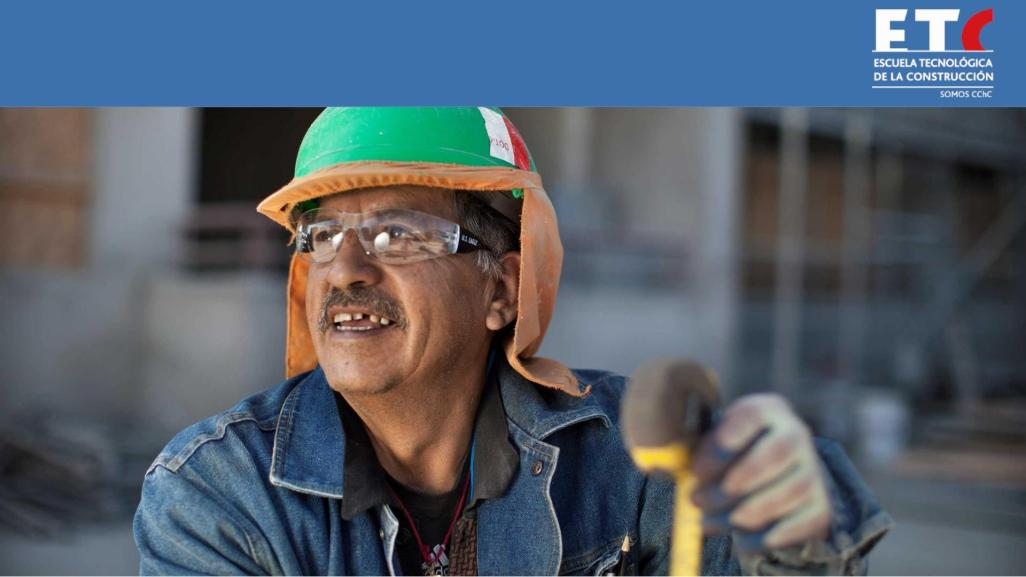 ETC
ESCUELA TECNOLÓGICA
DE LA CONSTRUCCIÓN
SOMOS CChC